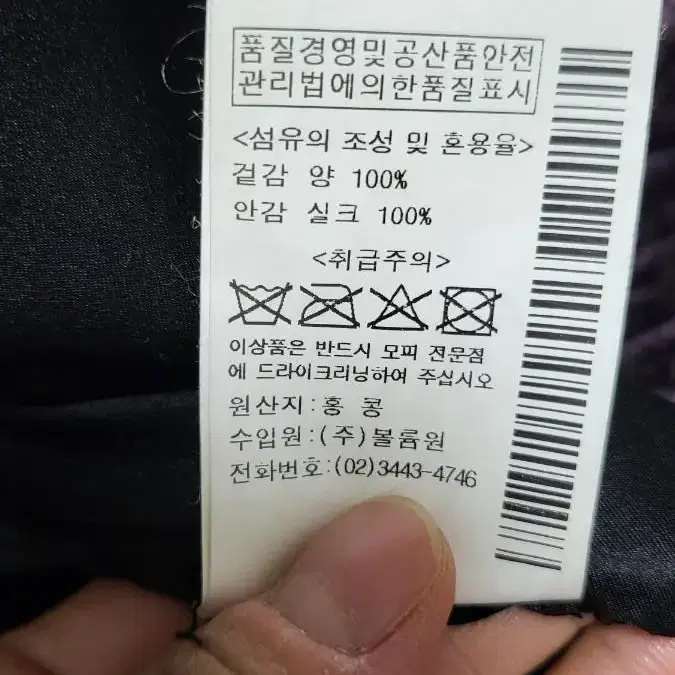 품질경영및공산품안전
관리법에의한품질표시
<섬유의 조성 및 혼용율>
겉감 양 100%
안감 실크 100%
<취급주의>
이상품은 반드시 모피 전문점
에 드라이크리닝하여 주십시오
원산지:홍 콩
수입원:(주)볼륨원
전화번호:(02)3443-4746